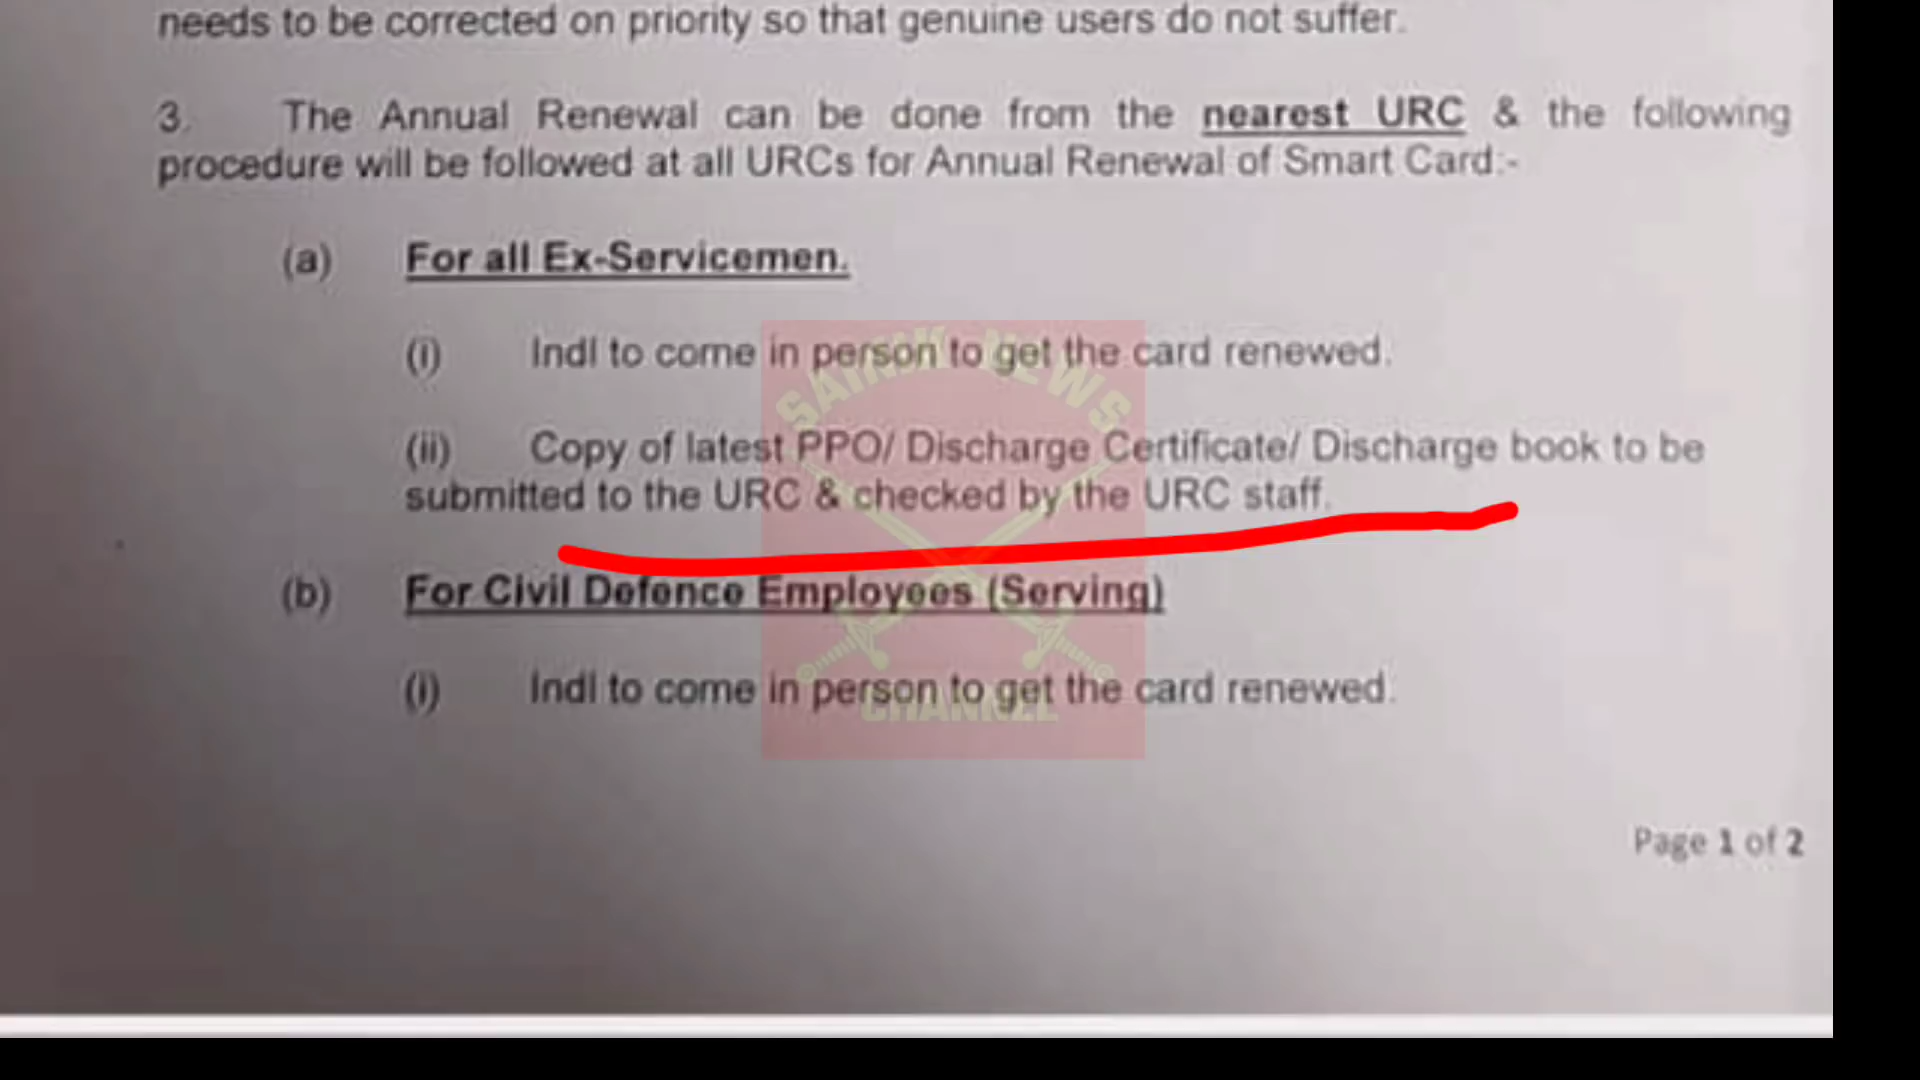 needs to be corrected on priority so that genuine users do not suffer.
3. The Annual Renewal can be done from the nearest URC & the following
procedure will be followed at all URCs for Annual Renewal of Smart Card:-
(a) For all Ex-Servicemen.
(i) Indl to come in person to get the card renewed.
(ii) Copy of latest PPO/ Discharge Certificate/ Discharge book to be
submitted to the URC & checked by the URC staff.
(b) For Civil Defence Employees (Serving)
(i) Indl to come in person to get the card renewed.
SAINIK NEWS
CHANNEL
Page 1 of 2